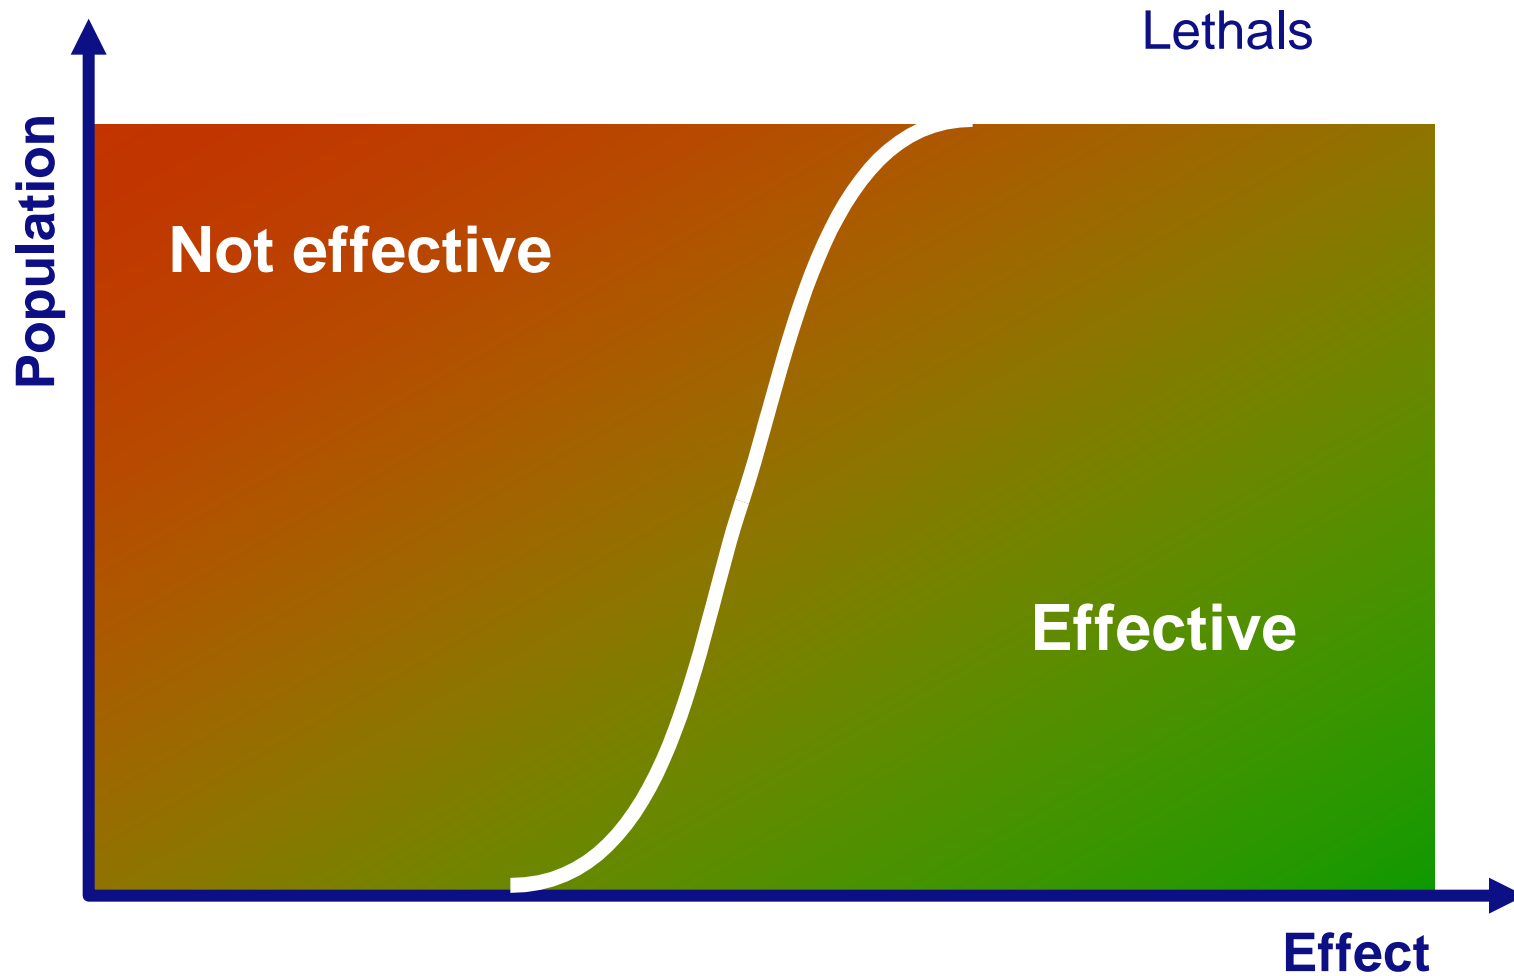 Lethals
Population
Not effective
Effective
Effect